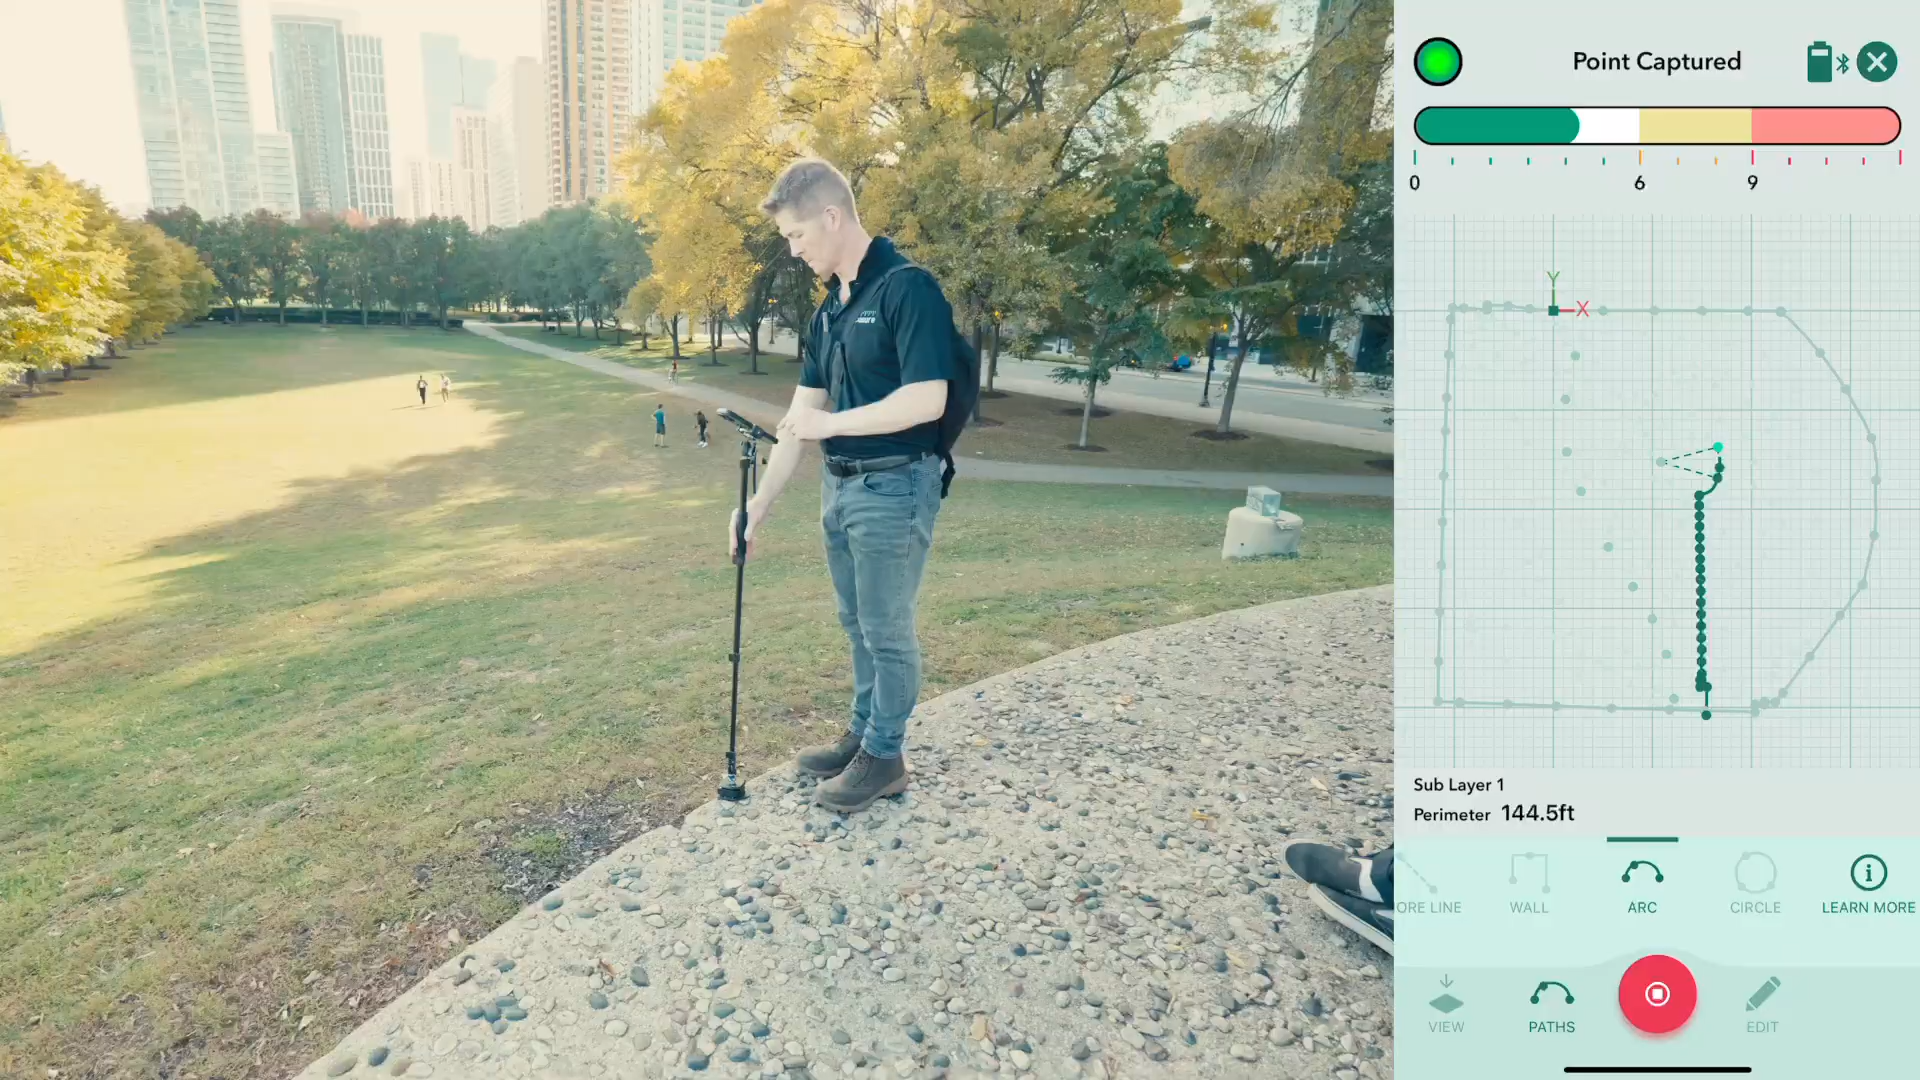 Point Captured
0 6 9
Y
X
Sub Layer 1
Perimeter 144.5ft
ORE LINE WALL ARC CIRCLE LEARN MORE
VIEW PATHS EDIT